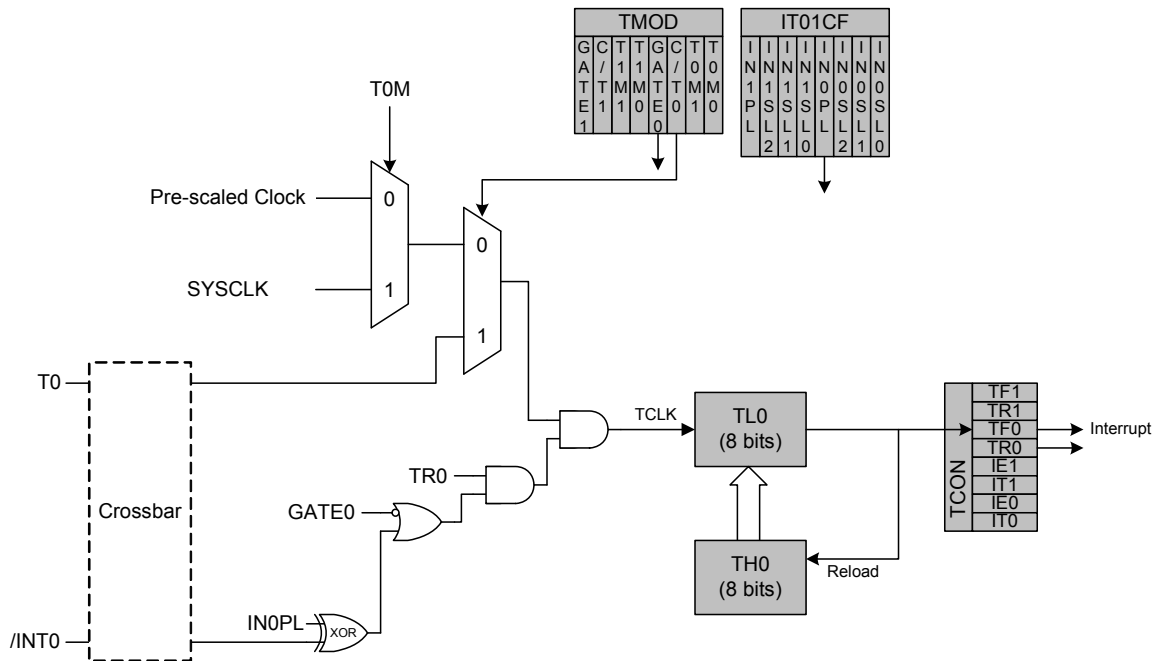 TMOD
GATE1
C/T1
T1M1
T1M0
GATE0
C/T0
T0M1
T0M0
IT01CF
IN1PL
IN1SL2
IN1SL1
IN1SL0
IN0PL
IN0SL2
IN0SL1
IN0SL0
T0M
Pre-scaled Clock
0
SYSCLK
1
0
1
T0
Crossbar
/INT0
TR0
GATE0
IN0PL
XOR
TCLK
TL0
(8 bits)
TH0
(8 bits)
Reload
TCON
TF1
TR1
TF0
TR0
IE1
IT1
IE0
IT0
Interrupt